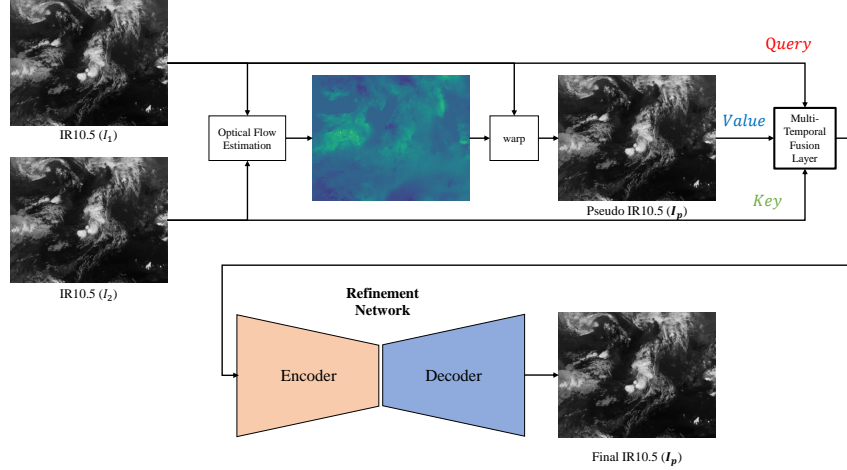 Query
IR10.5 (I₁)
Optical Flow
Estimation
warp
Value
Multi-
Temporal
Fusion
Layer
Key
Pseudo IR10.5 (Iₚ)
IR10.5 (I₂)
Refinement
Network
Encoder
Decoder
Final IR10.5 (Iₚ)